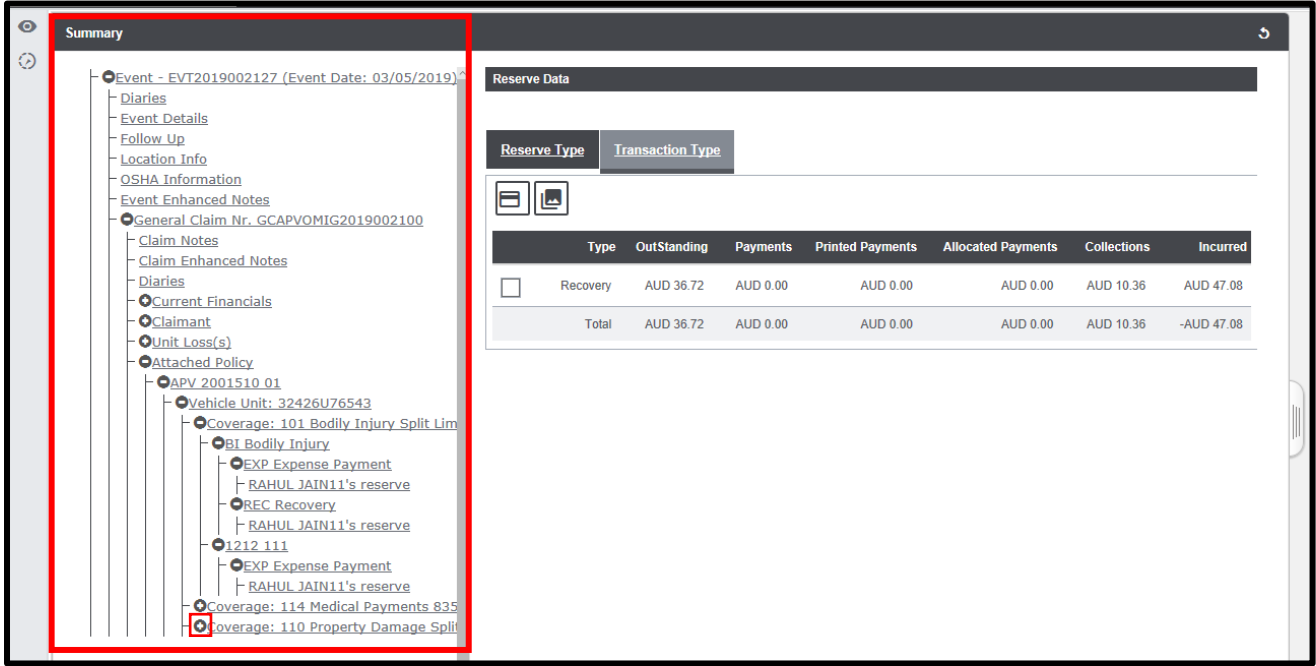 Summary
Event - EVT2019002127 (Event Date: 03/05/2019)
Diaries
Event Details
Follow Up
Location Info
OSHA Information
Event Enhanced Notes
General Claim Nr. GCAPVOMIG2019002100
Claim Notes
Claim Enhanced Notes
Diaries
Current Financials
Claimant
Unit Loss(s)
Attached Policy
APV 2001510 01
Vehicle Unit: 32426U76543
Coverage: 101 Bodily Injury Split Lim
BI Bodily Injury
EXP Expense Payment
RAHUL JAIN11's reserve
REC Recovery
RAHUL JAIN11's reserve
1212 111
EXP Expense Payment
RAHUL JAIN11's reserve
Coverage: 114 Medical Payments 835
Coverage: 110 Property Damage Split
Reserve Data
Reserve Type Transaction Type
Type OutStanding Payments Printed Payments Allocated Payments Collections Incurred
Recovery AUD 36.72 AUD 0.00 AUD 0.00 AUD 0.00 AUD 10.36 AUD 47.08
Total AUD 36.72 AUD 0.00 AUD 0.00 AUD 0.00 AUD 10.36 -AUD 47.08